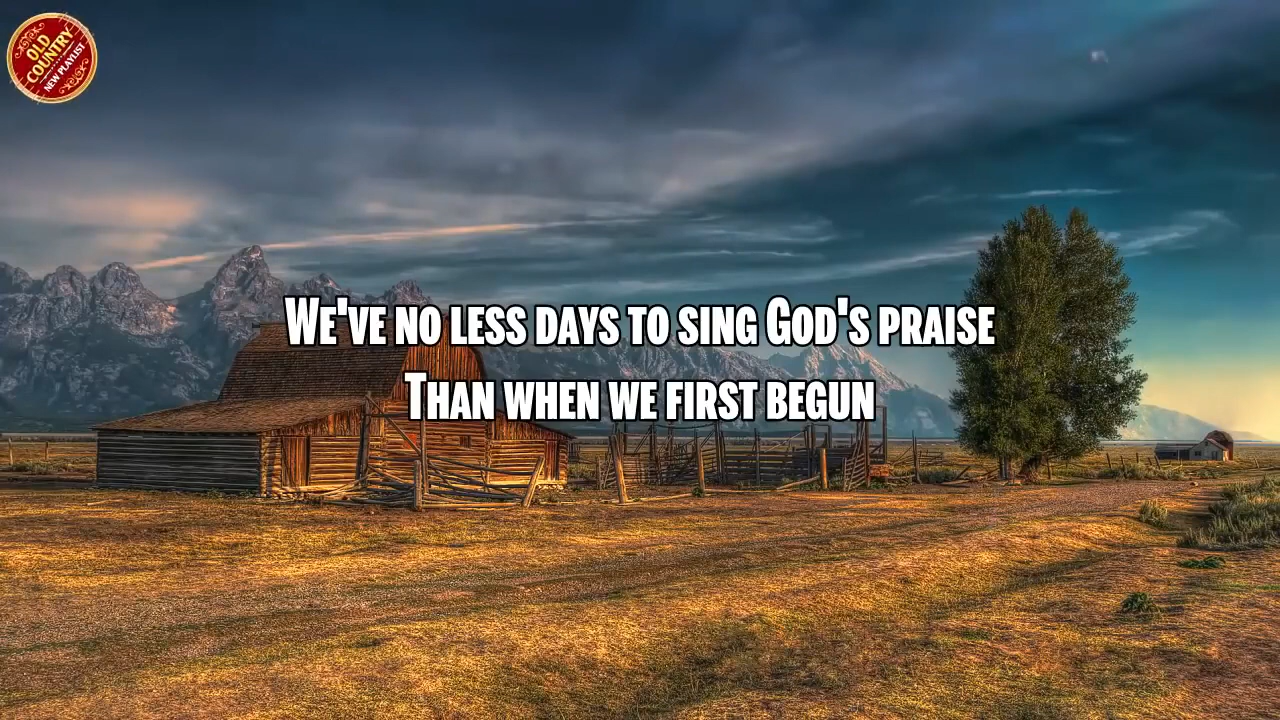 OLD
COUNTRY
NEW PLAYLIST
We've no less days to sing God's praise
Than when we first begun